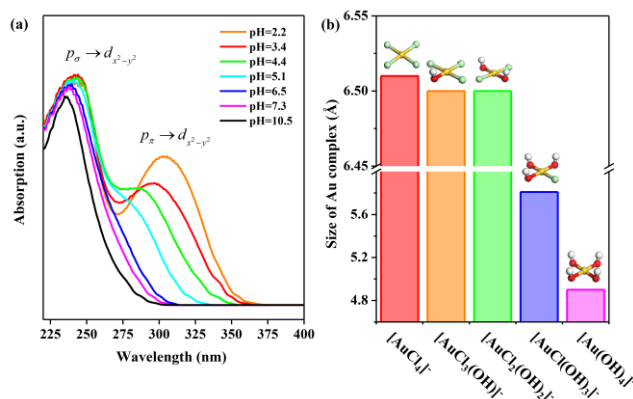 (a)
pσ → dx²−y²
pπ → dx²−y²
pH=2.2
pH=3.4
pH=4.4
pH=5.1
pH=6.5
pH=7.3
pH=10.5
Absorption (a.u.)
225 250 275 300 325 350 375 400
Wavelength (nm)
(b)
6.55
6.50
6.45
5.6
5.2
4.8
Size of Au complex (Å)
[AuCl₄]⁻
[AuCl₃(OH)]⁻
[AuCl₂(OH)₂]⁻
[AuCl(OH)₃]⁻
[Au(OH)₄]⁻